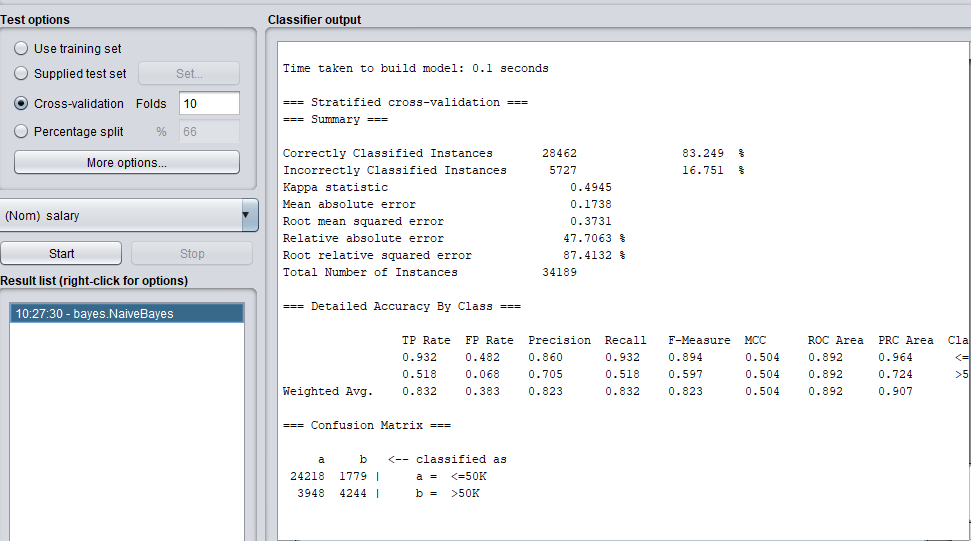 Test options
Use training set
Supplied test set Set...
Cross-validation Folds 10
Percentage split % 66
More options...
(Nom) salary
Start Stop
Result list (right-click for options)
10:27:30 - bayes.NaiveBayes
Classifier output
Time taken to build model: 0.1 seconds
=== Stratified cross-validation ===
=== Summary ===
Correctly Classified Instances 28462 83.249 %
Incorrectly Classified Instances 5727 16.751 %
Kappa statistic 0.4945
Mean absolute error 0.1738
Root mean squared error 0.3731
Relative absolute error 47.7063 %
Root relative squared error 87.4132 %
Total Number of Instances 34189
=== Detailed Accuracy By Class ===
TP Rate FP Rate Precision Recall F-Measure MCC ROC Area PRC Area Cla
0.932 0.482 0.860 0.932 0.894 0.504 0.892 0.964 <=
0.518 0.068 0.705 0.518 0.597 0.504 0.892 0.724 >5
Weighted Avg. 0.832 0.383 0.823 0.832 0.823 0.504 0.892 0.907
=== Confusion Matrix ===
a b <-- classified as
24218 1779 | a = <=50K
3948 4244 | b = >50K